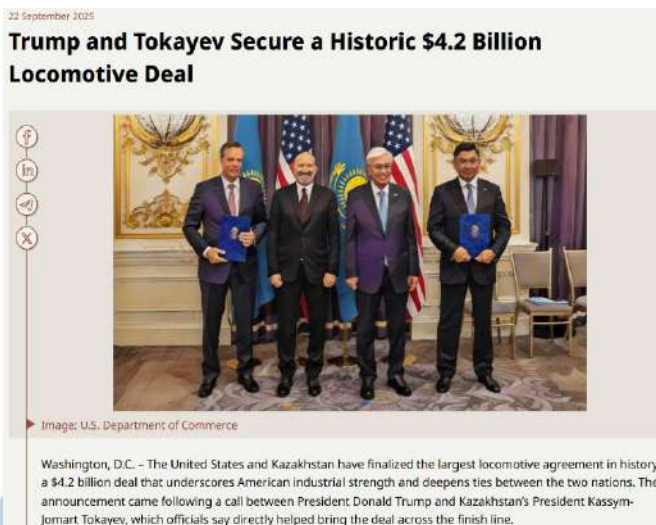 22 September 2025
Trump and Tokayev Secure a Historic $4.2 Billion
Locomotive Deal
Image: U.S. Department of Commerce
Washington, D.C. – The United States and Kazakhstan have finalized the largest locomotive agreement in history
a $4.2 billion deal that underscores American industrial strength and deepens ties between the two nations. The
announcement came following a call between President Donald Trump and Kazakhstan's President Kassym-
Jomart Tokayev, which officials say directly helped bring the deal across the finish line.